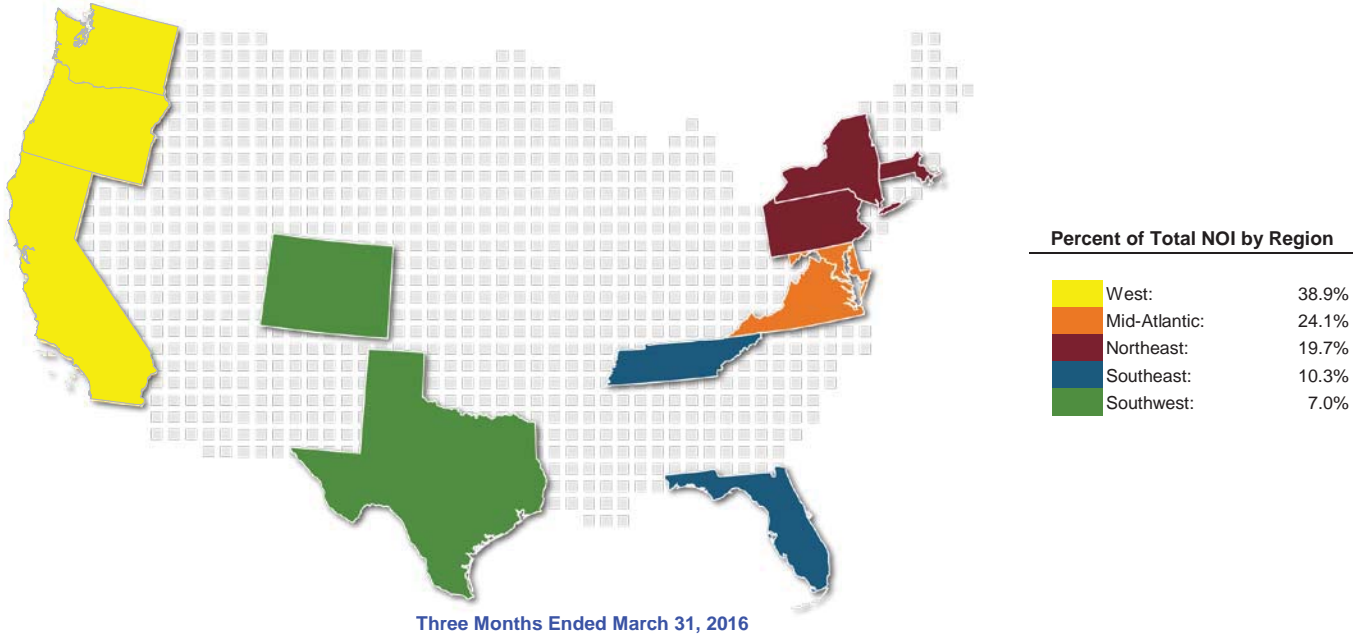 Percent of Total NOI by Region
West: 38.9%
Mid-Atlantic: 24.1%
Northeast: 19.7%
Southeast: 10.3%
Southwest: 7.0%
Three Months Ended March 31, 2016